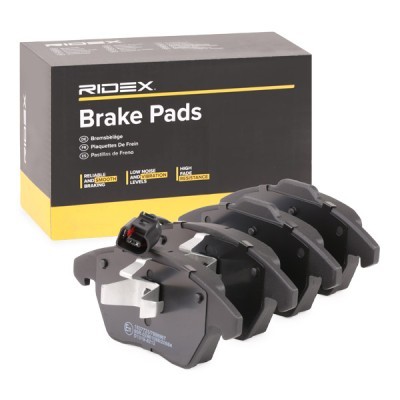 RIDEX
Brake Pads
DE Bremsbeläge
FR Plaquettes De Frein
ES Pastillas de Freno
RELIABLE
AND SMOOTH
BRAKING
LOW NOISE
AND VIBRATION
LEVELS
HIGH
FADE
RESISTANCE